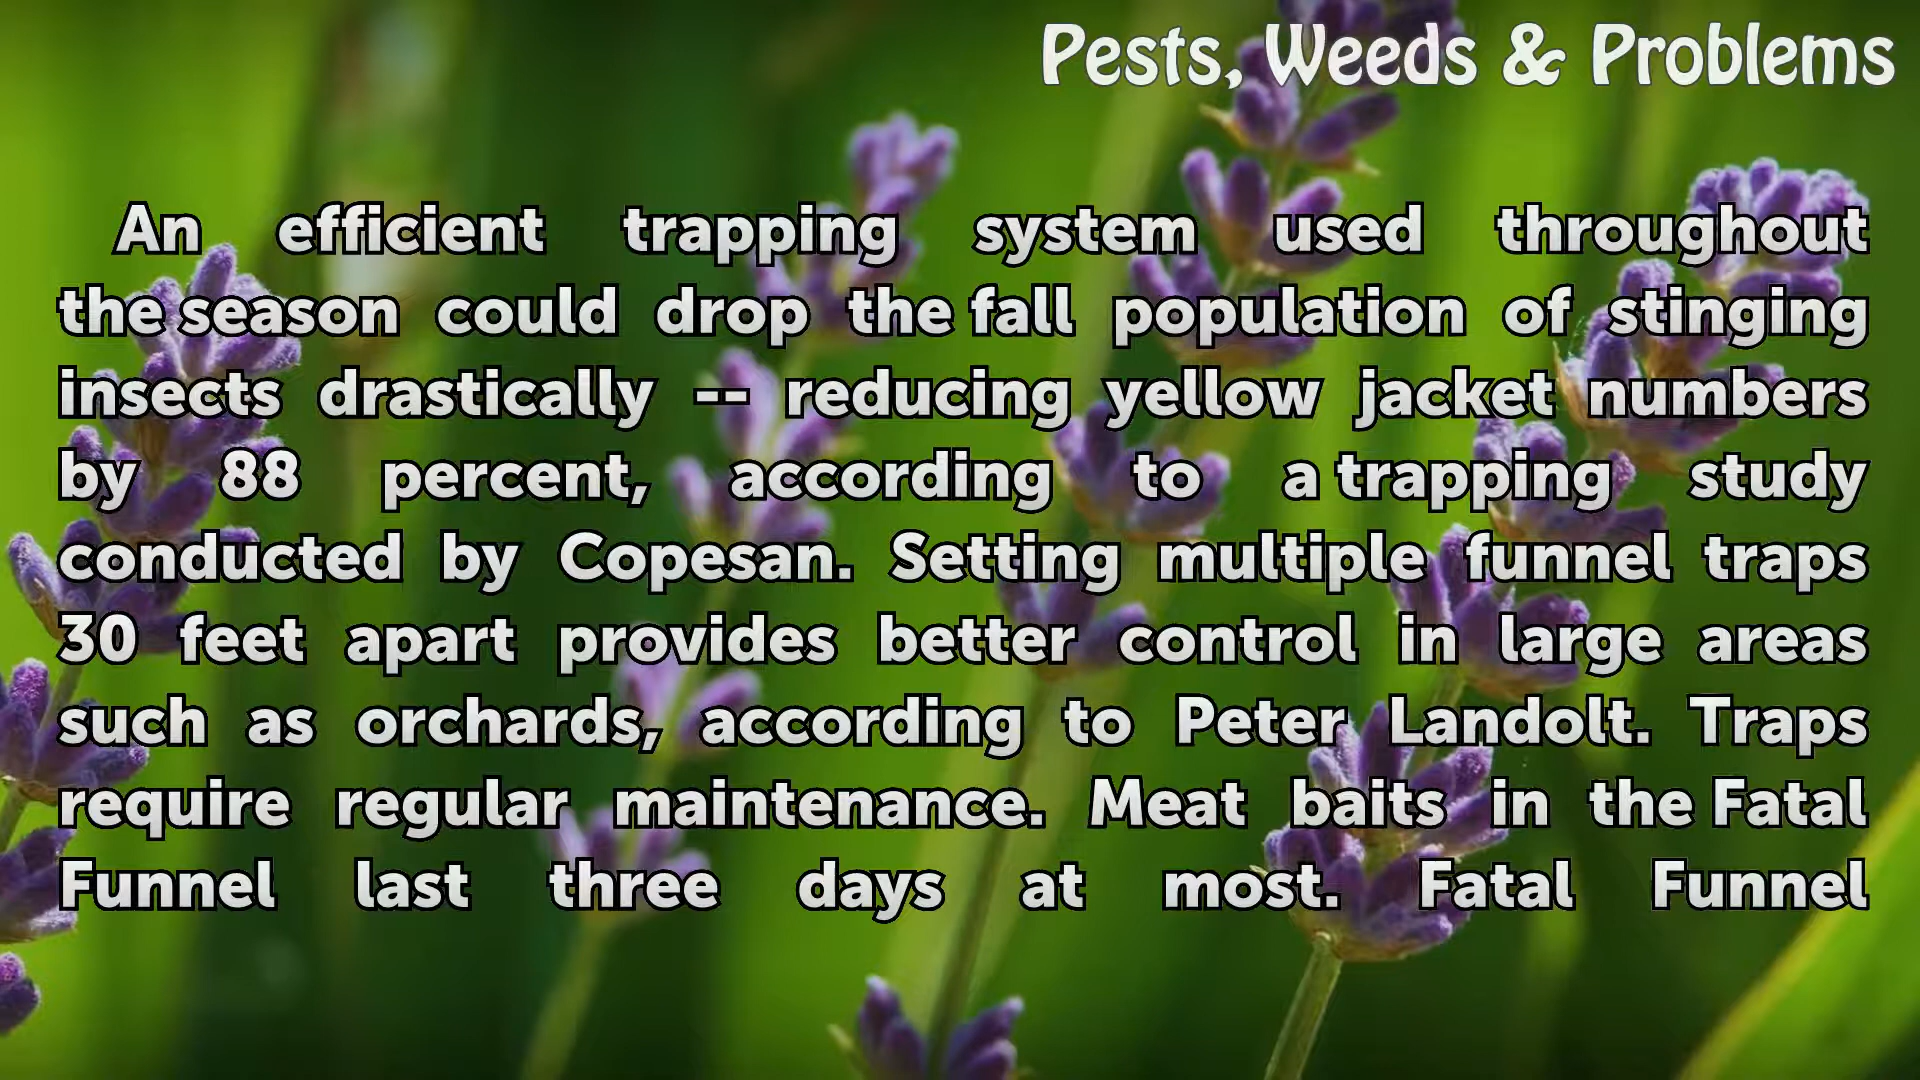 Pests, Weeds & Problems
An efficient trapping system used throughout
the season could drop the fall population of stinging
insects drastically -- reducing yellow jacket numbers
by 88 percent, according to a trapping study
conducted by Copesan. Setting multiple funnel traps
30 feet apart provides better control in large areas
such as orchards, according to Peter Landolt. Traps
require regular maintenance. Meat baits in the Fatal
Funnel last three days at most. Fatal Funnel